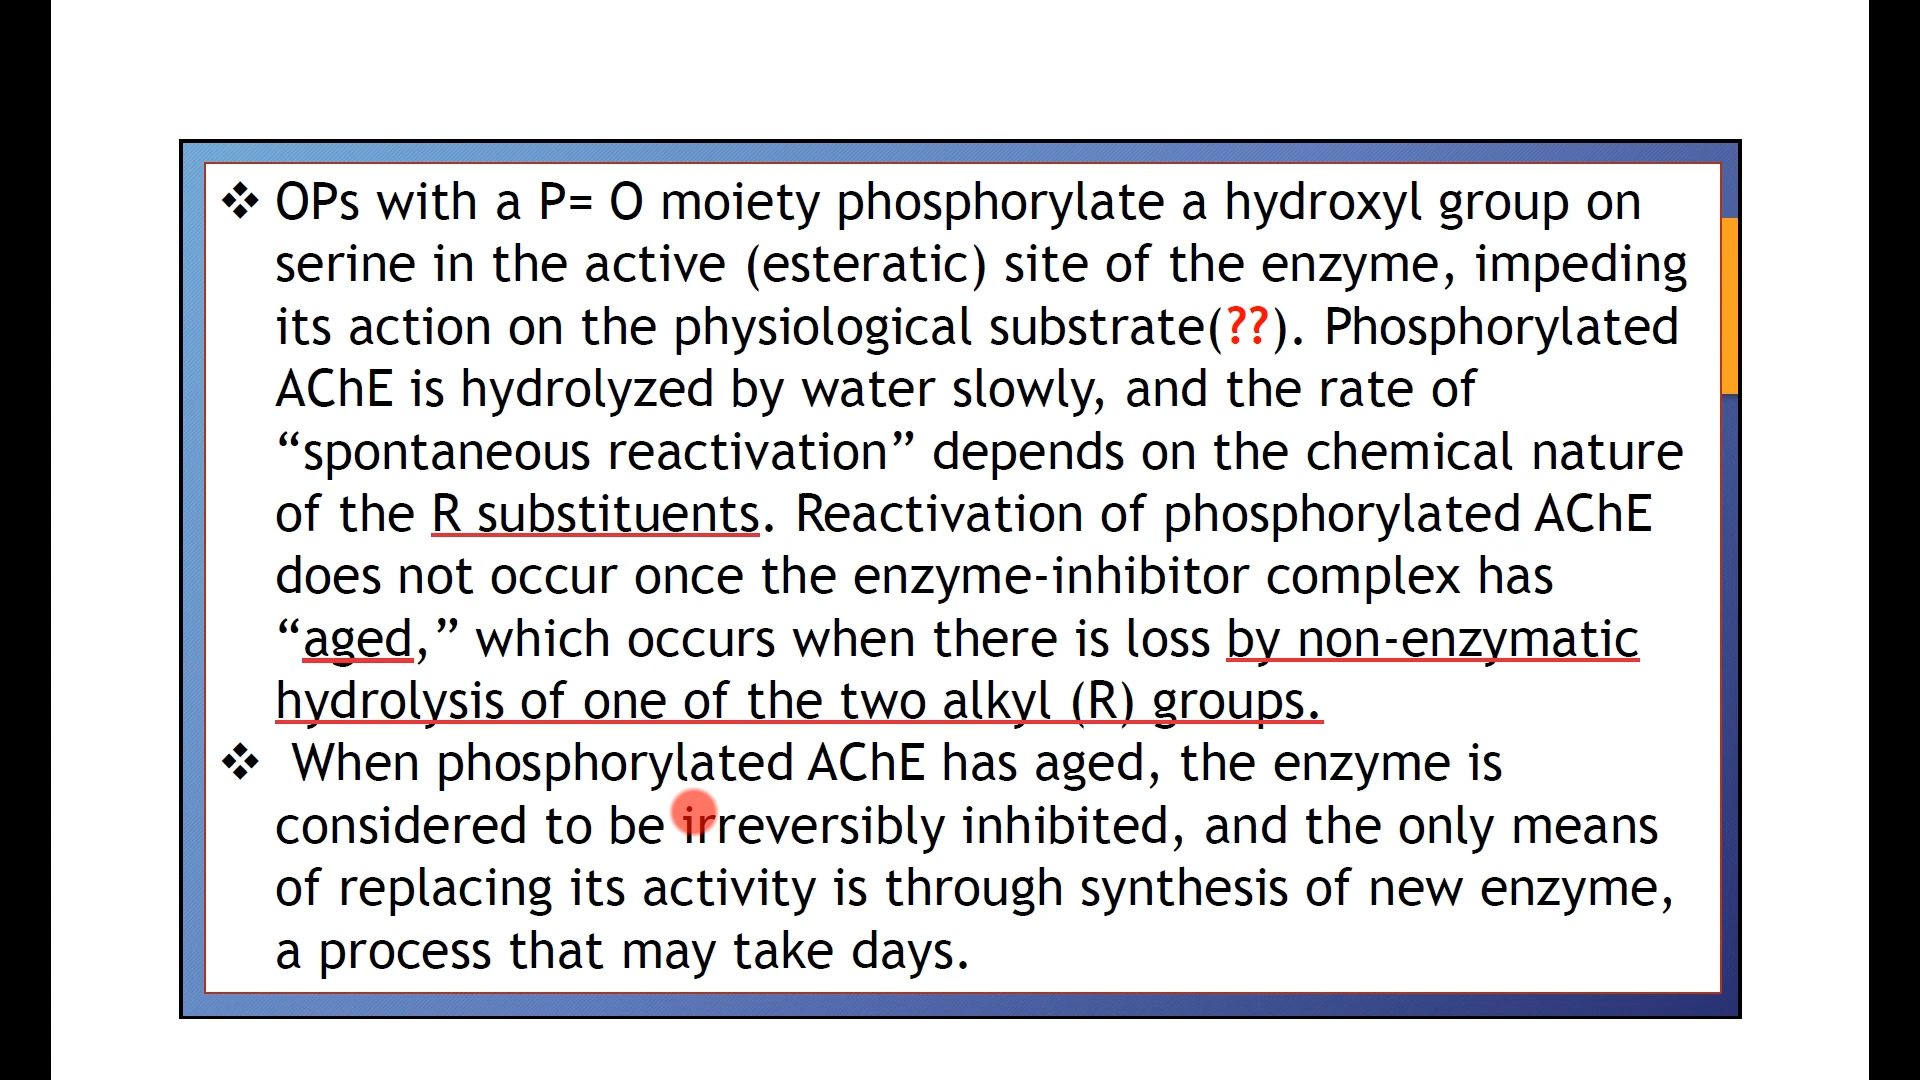 ❖ OPs with a P= O moiety phosphorylate a hydroxyl group on
serine in the active (esteratic) site of the enzyme, impeding
its action on the physiological substrate(??). Phosphorylated
AChE is hydrolyzed by water slowly, and the rate of
“spontaneous reactivation” depends on the chemical nature
of the R substituents. Reactivation of phosphorylated AChE
does not occur once the enzyme-inhibitor complex has
“aged,” which occurs when there is loss by non-enzymatic
hydrolysis of one of the two alkyl (R) groups.
❖ When phosphorylated AChE has aged, the enzyme is
considered to be irreversibly inhibited, and the only means
of replacing its activity is through synthesis of new enzyme,
a process that may take days.